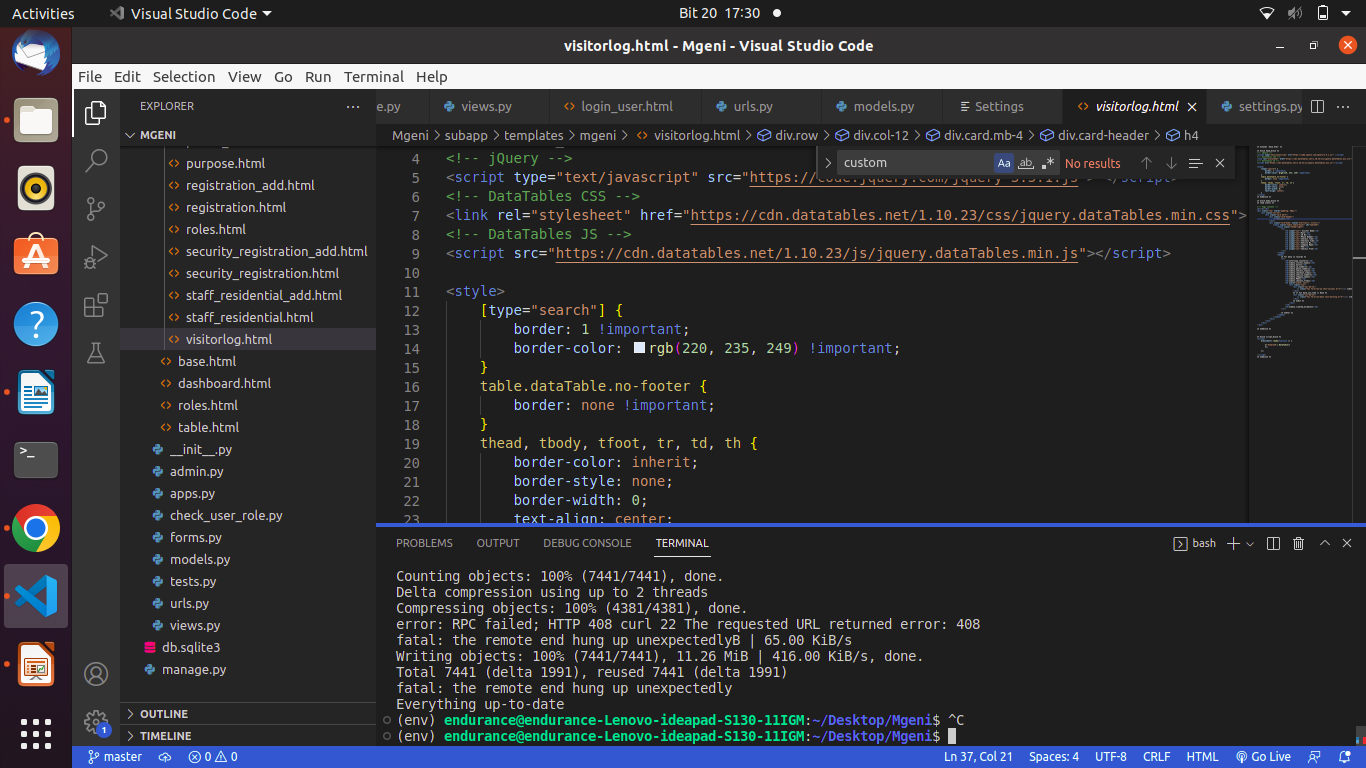 Activities
Visual Studio Code
Bit 20 17:30
visitorlog.html - Mgeni - Visual Studio Code
File Edit Selection View Go Run Terminal Help
EXPLORER
e.py views.py login_user.html urls.py models.py Settings visitorlog.html settings.py
MGENI
Mgeni > subapp > templates > mgeni > visitorlog.html > div.row > div.col-12 > div.card.mb-4 > div.card-header > h4
purpose.html
registration_add.html
registration.html
roles.html
security_registration_add.html
security_registration.html
staff_residential_add.html
staff_residential.html
visitorlog.html
base.html
dashboard.html
roles.html
table.html
__init__.py
admin.py
apps.py
check_user_role.py
forms.py
models.py
tests.py
urls.py
views.py
db.sqlite3
manage.py
OUTLINE
TIMELINE
custom
Aa ab .*
No results
4 <!-- jQuery -->
5 <script type="text/javascript" src="https://code.jquery.com/jquery-3.5.1.js"></script>
6 <!-- DataTables CSS -->
7 <link rel="stylesheet" href="https://cdn.datatables.net/1.10.23/css/jquery.dataTables.min.css">
8 <!-- DataTables JS -->
9 <script src="https://cdn.datatables.net/1.10.23/js/jquery.dataTables.min.js"></script>
10
11 <style>
12 [type="search"] {
13 border: 1 !important;
14 border-color: rgb(220, 235, 249) !important;
15 }
16 table.dataTable.no-footer {
17 border: none !important;
18 }
19 thead, tbody, tfoot, tr, td, th {
20 border-color: inherit;
21 border-style: none;
22 border-width: 0;
23 text-align: center;
PROBLEMS OUTPUT DEBUG CONSOLE TERMINAL
bash
Counting objects: 100% (7441/7441), done.
Delta compression using up to 2 threads
Compressing objects: 100% (4381/4381), done.
error: RPC failed; HTTP 408 curl 22 The requested URL returned error: 408
fatal: the remote end hung up unexpectedlyB | 65.00 KiB/s
Writing objects: 100% (7441/7441), 11.26 MiB | 416.00 KiB/s, done.
Total 7441 (delta 1991), reused 7441 (delta 1991)
fatal: the remote end hung up unexpectedly
Everything up-to-date
(env) endurance@endurance-Lenovo-ideapad-S130-11IGM:~/Desktop/Mgeni$ ^C
(env) endurance@endurance-Lenovo-ideapad-S130-11IGM:~/Desktop/Mgeni$
1
master 0 0 Ln 37, Col 21 Spaces: 4 UTF-8 CRLF HTML Go Live